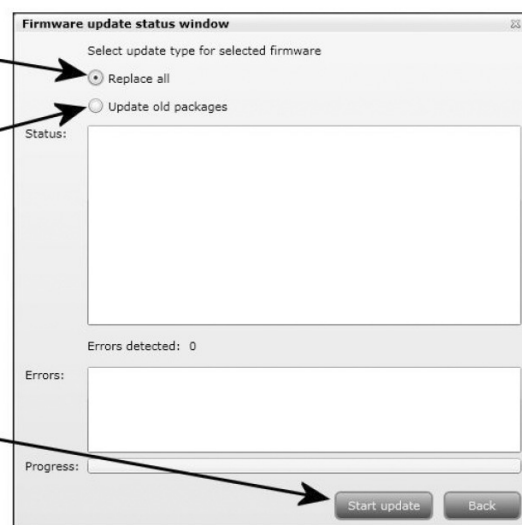 Firmware update status window
Select update type for selected firmware
Replace all
Update old packages
Status:
Errors detected: 0
Errors:
Progress:
Start update Back